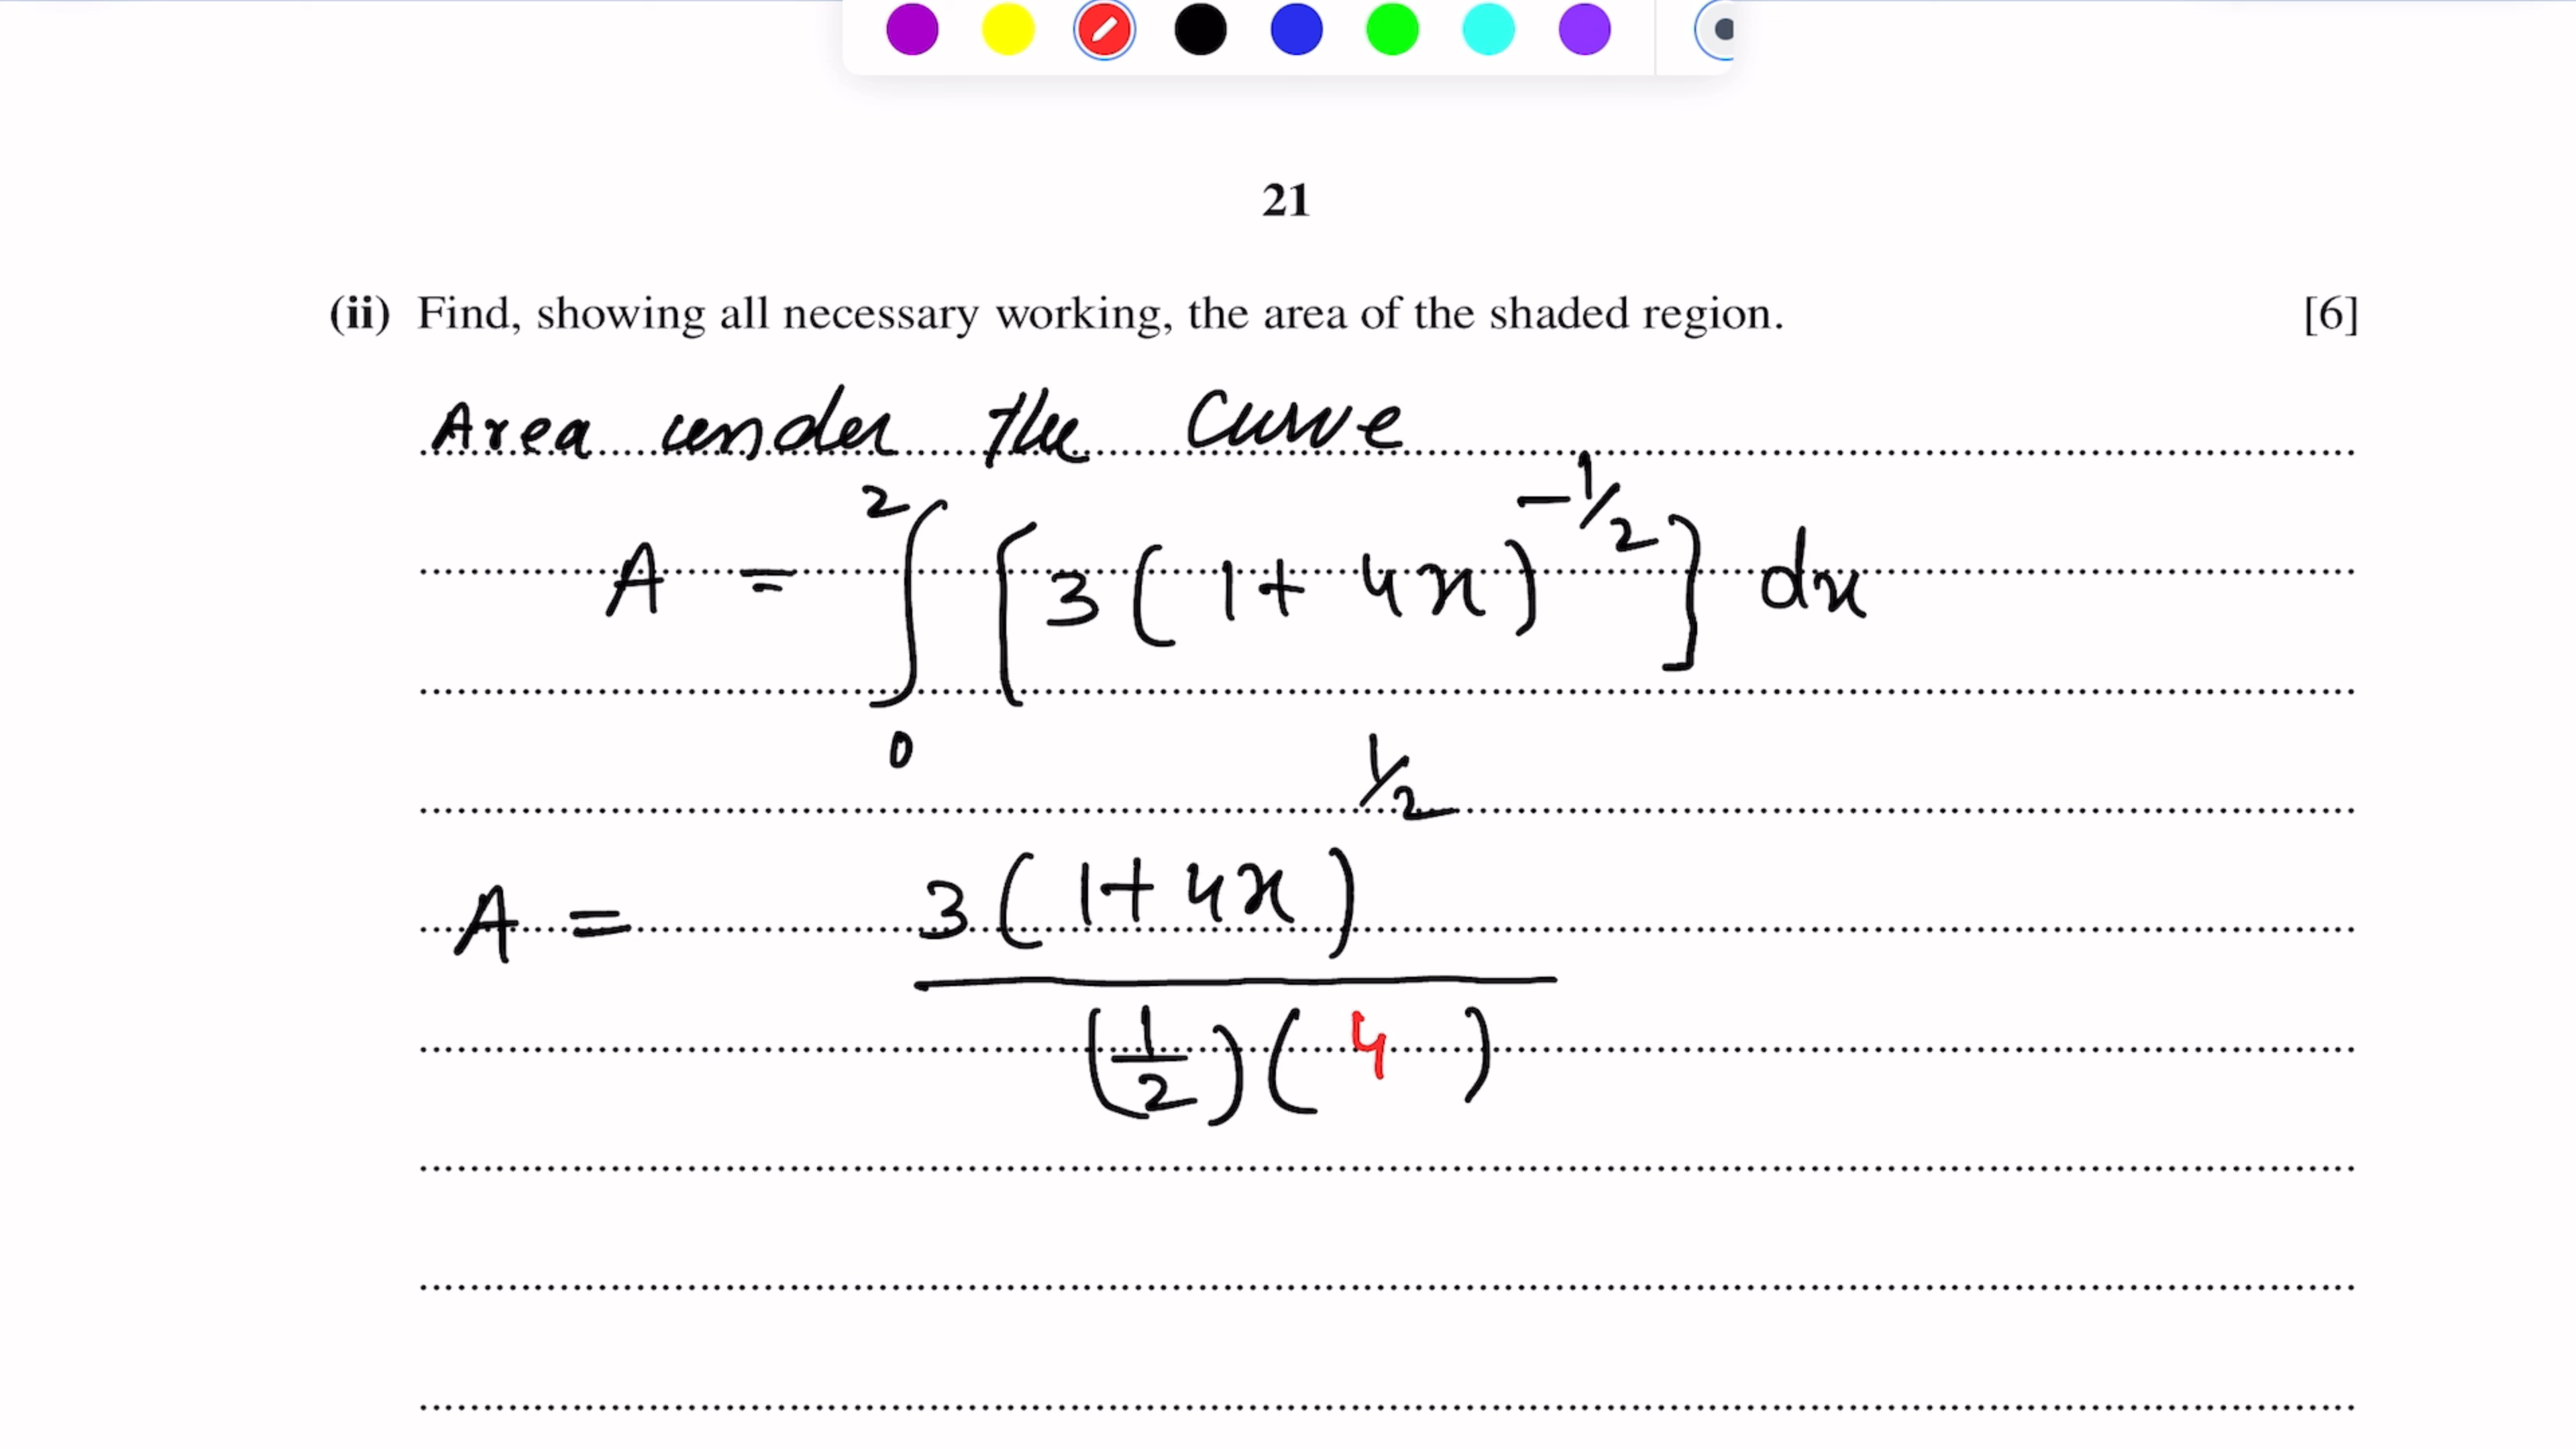 21
(ii) Find, showing all necessary working, the area of the shaded region. [6]
Area under the Curve
A = ∫₀² [3(1+4x)^(-1/2)] dx
A = 3(1+4x)^(1/2) / (1/2)(4)